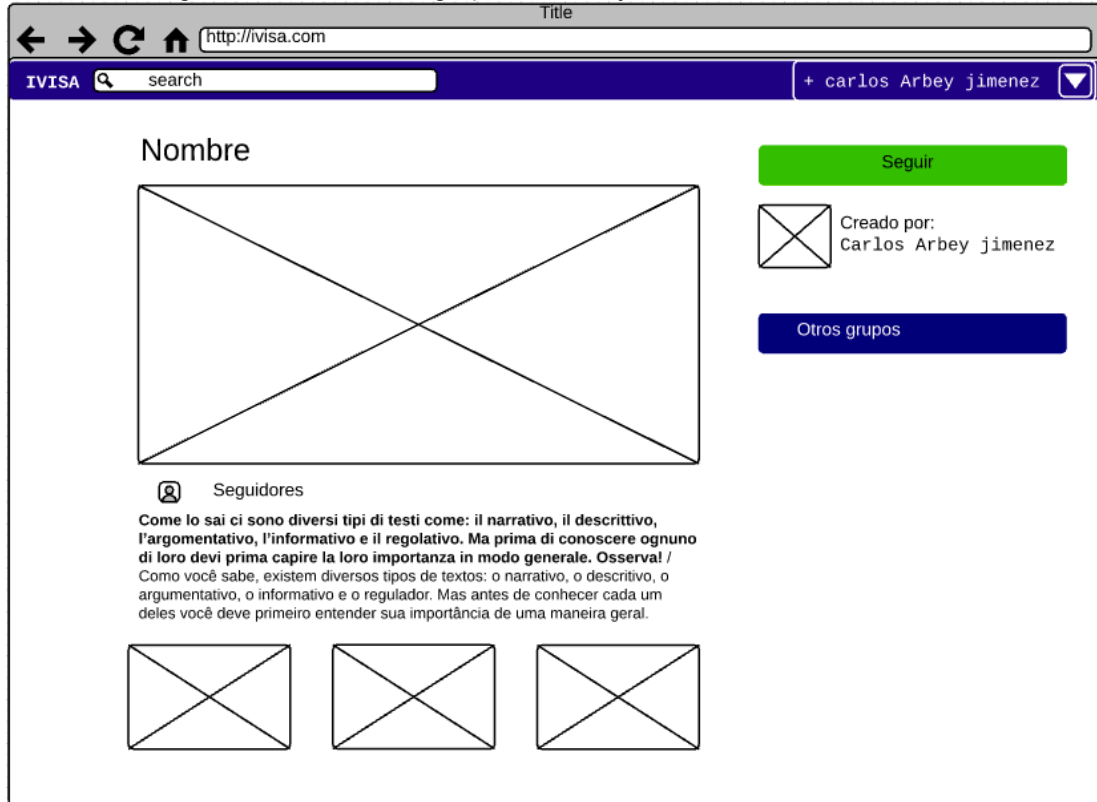 Title
http://ivisa.com
IVISA search + carlos Arbey jimenez
Nombre
Seguir
Creado por:
Carlos Arbey jimenez
Otros grupos
Seguidores
Come lo sai ci sono diversi tipi di testi come: il narrativo, il descrittivo,
l'argomentativo, l'informativo e il regolativo. Ma prima di conoscere ognuno
di loro devi prima capire la loro importanza in modo generale. Osserva! /
Como você sabe, existem diversos tipos de textos: o narrativo, o descritivo, o
argumentativo, o informativo e o regulador. Mas antes de conhecer cada um
deles você deve primeiro entender sua importância de uma maneira geral.